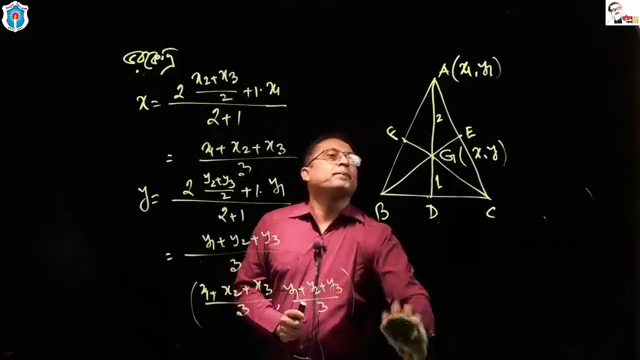 ভরকেন্দ্র
x = (2 · (x₂+x₃)/2 + 1·x₁)/(2+1)
= (x₁+x₂+x₃)/3
y = (2 · (y₂+y₃)/2 + 1·y₁)/(2+1)
= (y₁+y₂+y₃)/3
((x₁+x₂+x₃)/3, (y₁+y₂+y₃)/3)
A(x₁,y₁)
2
F
E
G(x,y)
1
B
D
C